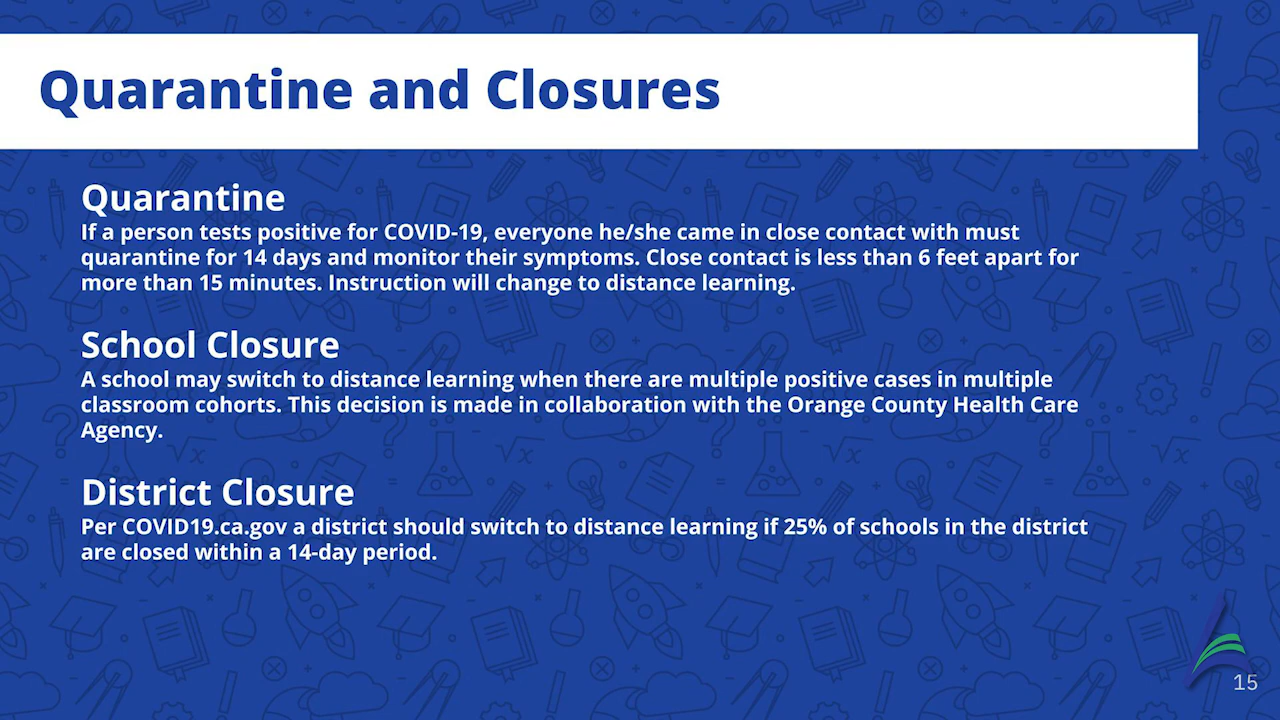 Quarantine and Closures
Quarantine
If a person tests positive for COVID-19, everyone he/she came in close contact with must
quarantine for 14 days and monitor their symptoms. Close contact is less than 6 feet apart for
more than 15 minutes. Instruction will change to distance learning.
School Closure
A school may switch to distance learning when there are multiple positive cases in multiple
classroom cohorts. This decision is made in collaboration with the Orange County Health Care
Agency.
District Closure
Per COVID19.ca.gov a district should switch to distance learning if 25% of schools in the district
are closed within a 14-day period.
15